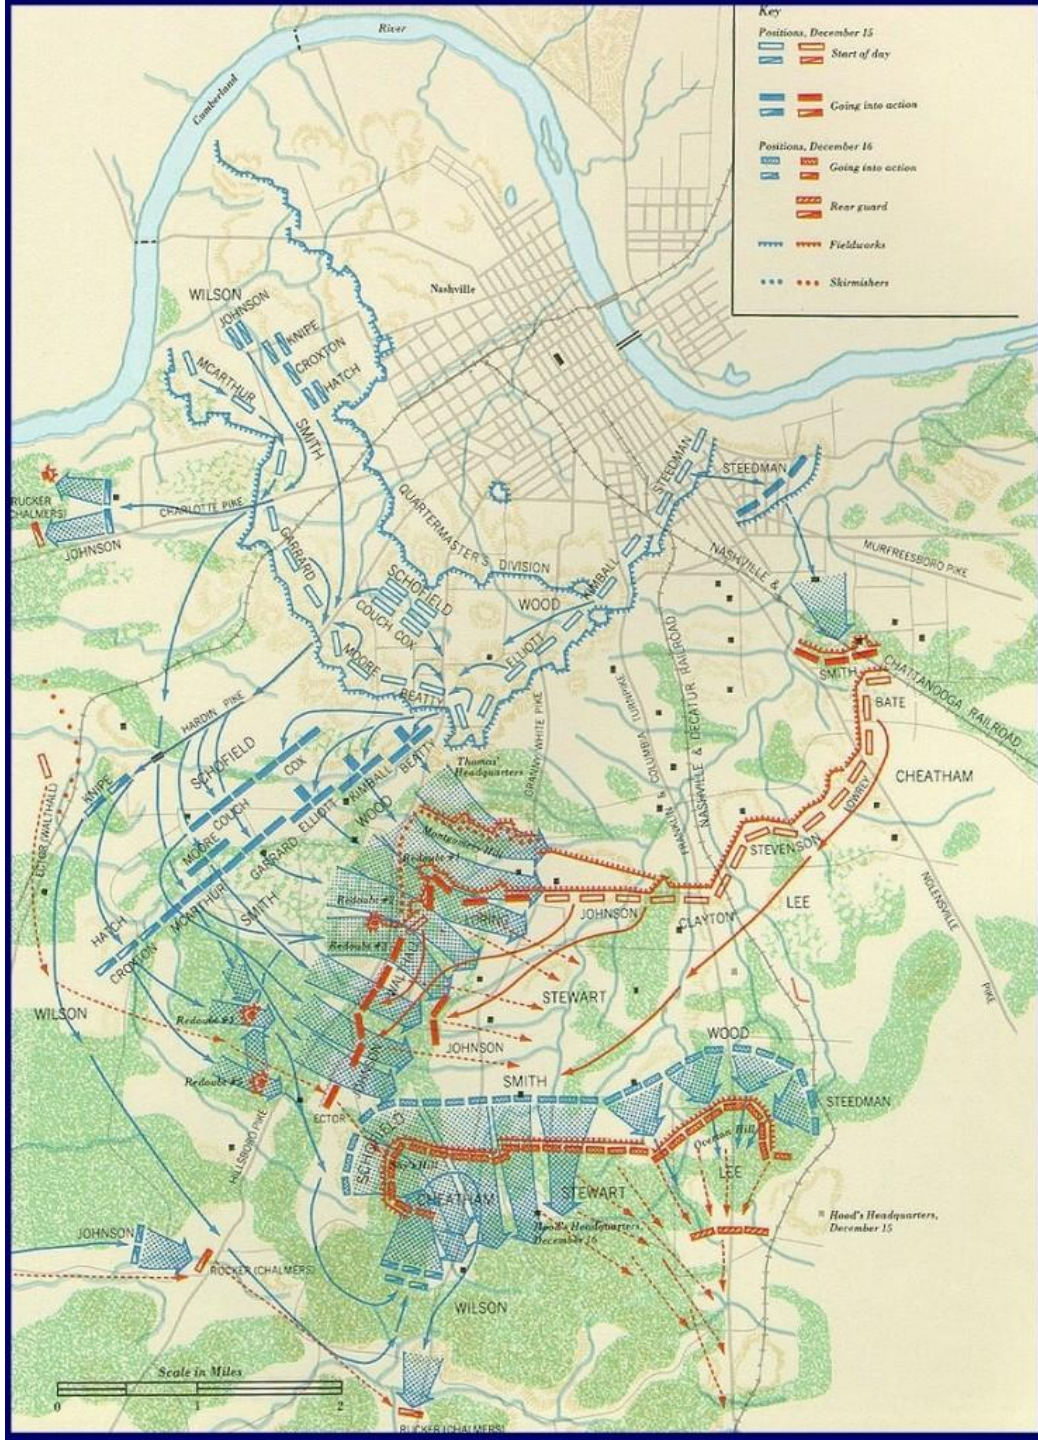 Key
Positions, December 15
Start of day
Going into action
Positions, December 16
Going into action
Rear guard
Fieldworks
Skirmishers
River
Cumberland
Nashville
WILSON
JOHNSON
KNIPE
CROXTON
HATCH
MCARTHUR
SMITH
STEEDMAN
STEEDMAN
RUCKER
(CHALMERS)
JOHNSON
CHARLOTTE PIKE
GARRARD
QUARTERMASTER'S DIVISION
SCHOFIELD
COUCH COX
WOOD
KIMBALL
ELLIOTT
MOORE
BEATTY
NASHVILLE &
CHATTANOOGA RAILROAD
MURFREESBORO PIKE
SMITH
BATE
CHEATHAM
LOWREY
STEVENSON
LEE
NOLENSVILLE
PIKE
FRANKLIN & COLUMBIA TURNPIKE
NASHVILLE & DECATUR RAILROAD
GRANNY WHITE PIKE
HARDIN PIKE
Thomas'
Headquarters
KNIPE
SCHOFIELD
COX
COUCH
MOORE
BEATTY
KIMBALL
ELLIOTT
WOOD
GARRARD
SMITH
MCARTHUR
HATCH
CROXTON
ECTOR (WALTHALL)
WILSON
Montgomery Hill
Redoubt #1
Redoubt #2
Redoubt #3
Redoubt #4
Redoubt #5
LORING
JOHNSON
CLAYTON
WALTHALL
STEWART
JOHNSON
ECTOR
HILLSBORO PIKE
SMITH
WOOD
STEEDMAN
SCHOFIELD
Shy's Hill
CHEATHAM
STEWART
Overton Hill
LEE
Hood's Headquarters,
December 16
Hood's Headquarters,
December 15
JOHNSON
RUCKER (CHALMERS)
WILSON
RUCKER (CHALMERS)
Scale in Miles
0 1 2